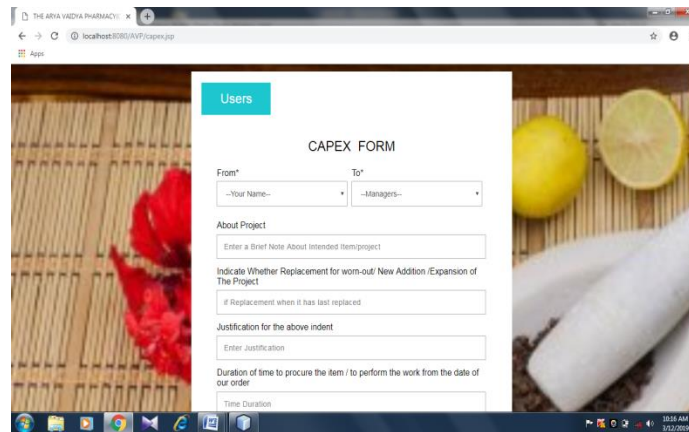 THE ARYA VAIDYA PHARMACY(
localhost:8080/AVP/capex.jsp
Apps
Users
CAPEX FORM
From* To*
--Your Name-- --Managers--
About Project
Enter a Brief Note About Intended Item/project
Indicate Whether Replacement for worn-out/ New Addition /Expansion of
The Project
if Replacement when it has last replaced
Justification for the above indent
Enter Justification
Duration of time to procure the item / to perform the work from the date of
our order
Time Duration
10:16 AM
3/12/2019